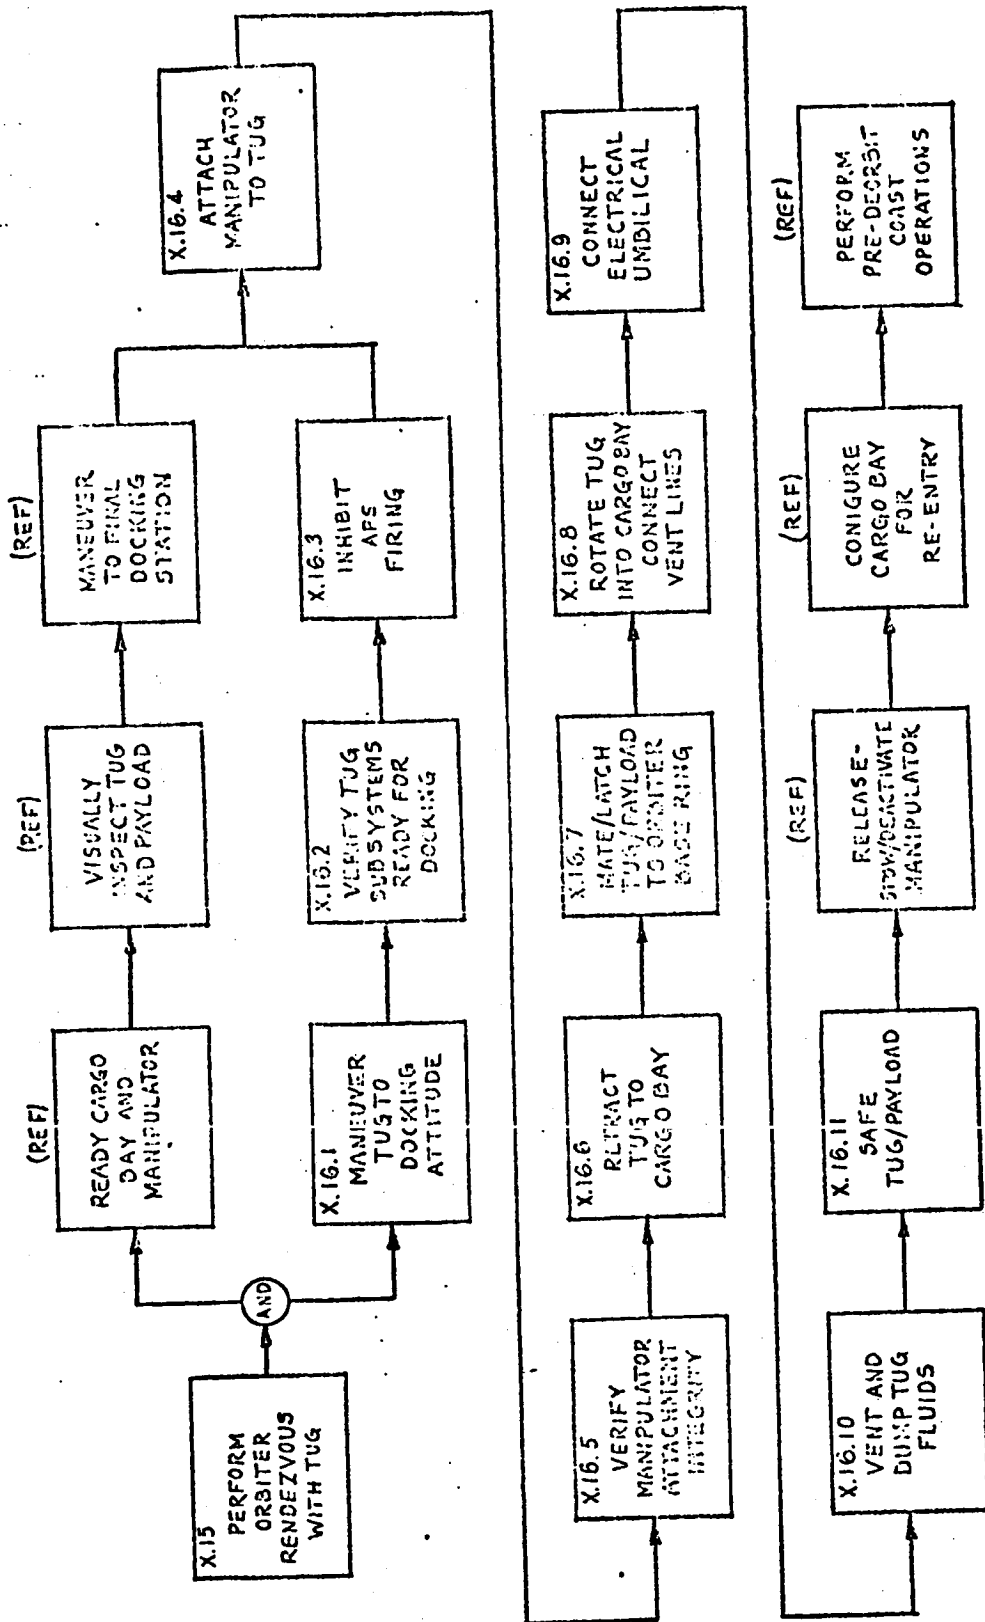 X.15
PERFORM
ORBITER
RENDEZVOUS
WITH TUG
AND
(REF)
READY CARGO
BAY AND
MANIPULATOR
(REF)
VISUALLY
INSPECT TUG
AND PAYLOAD
(REF)
MANEUVER
TO FINAL
DOCKING
STATION
X.16.1
MANEUVER
TUG TO
DOCKING
ATTITUDE
X.16.2
VERIFY TUG
SUBSYSTEMS
READY FOR
DOCKING
X.16.3
INHIBIT
APS
FIRING
X.16.4
ATTACH
MANIPULATOR
TO TUG
X.16.5
VERIFY
MANIPULATOR
ATTACHMENT
INTEGRITY
X.16.6
RETRACT
TUG TO
CARGO BAY
X.16.7
MATE/LATCH
TUG/PAYLOAD
TO ORBITER
BASE RING
X.16.8
ROTATE TUG
INTO CARGO BAY
CONNECT
VENT LINES
X.16.9
CONNECT
ELECTRICAL
UMBILICAL
X.16.10
VENT AND
DUMP TUG
FLUIDS
X.16.11
SAFE
TUG/PAYLOAD
(REF)
RELEASE-
STOW/DEACTIVATE
MANIPULATOR
(REF)
CONIGURE
CARGO BAY
FOR
RE-ENTRY
(REF)
PERFORM
PRE-DEORBIT
COAST
OPERATIONS